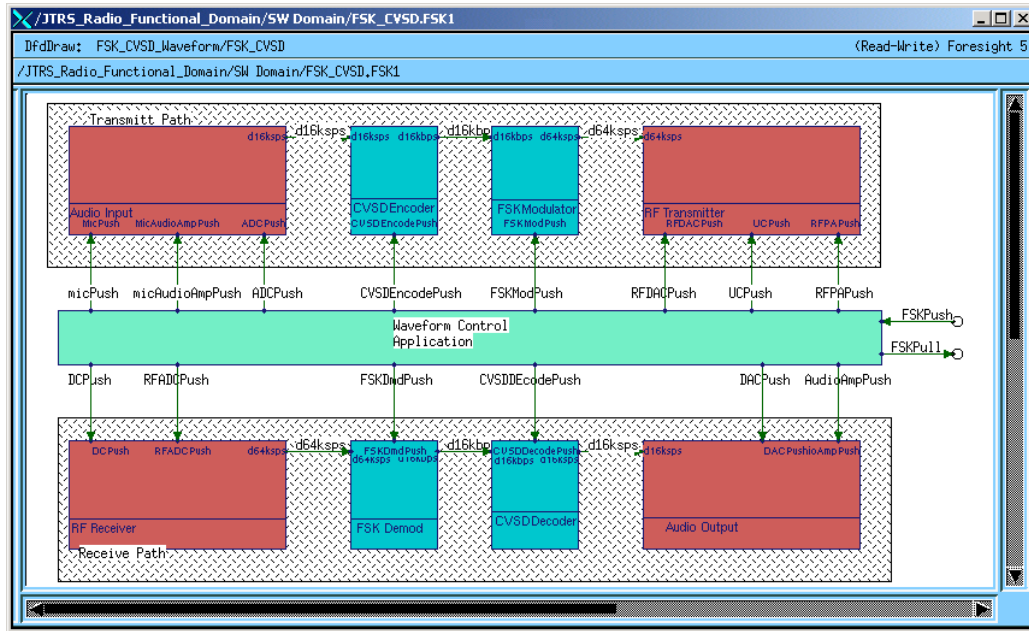 /JTRS_Radio_Functional_Domain/SW Domain/FSK_CVSD.FSK1
DfdDraw: FSK_CVSD_Waveform/FSK_CVSD (Read-Write) Foresight 5
/JTRS_Radio_Functional_Domain/SW Domain/FSK_CVSD.FSK1
Transmitt Path
d16ksps d16ksps d16ksps d16kbps d16kbp d16kbps d64ksps d64ksps d64ksps
Audio Input CVSDEncoder FSKModulator RF Transmitter
MicPush MicAudioAmpPush ADCPush CVSDEncodePush FSKModPush RFDACPush UCPush RFPAPush
micPush micAudioAmpPush ADCPush CVSDEncodePush FSKModPush RFDACPush UCPush RFPAPush
Waveform Control
Application
FSKPush
FSKPull
DCPush RFADCPush FSKDmdPush CVSDDEcodePush DACPush AudioAmpPush
DCPush RFADCPush d64ksps d64ksps FSKDmdPush d16kbp CVSDDecodePush d16ksps d16ksps DACPushioAmpPush
d64ksps d16kbps d16kbps d16ksps
RF Receiver FSK Demod CVSDDecoder Audio Output
Receive Path